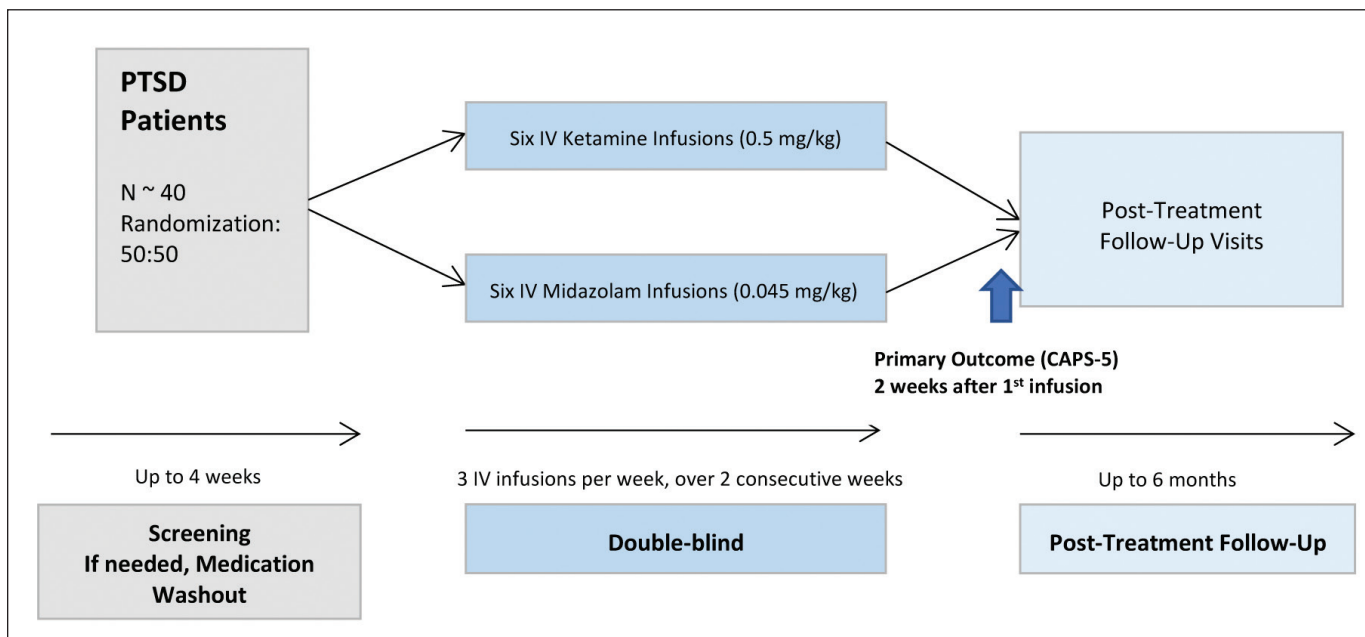 PTSD
Patients
N ~ 40
Randomization:
50:50
Six IV Ketamine Infusions (0.5 mg/kg)
Six IV Midazolam Infusions (0.045 mg/kg)
Post-Treatment
Follow-Up Visits
Primary Outcome (CAPS-5)
2 weeks after 1st infusion
Up to 4 weeks
3 IV infusions per week, over 2 consecutive weeks
Up to 6 months
Screening
If needed, Medication
Washout
Double-blind
Post-Treatment Follow-Up